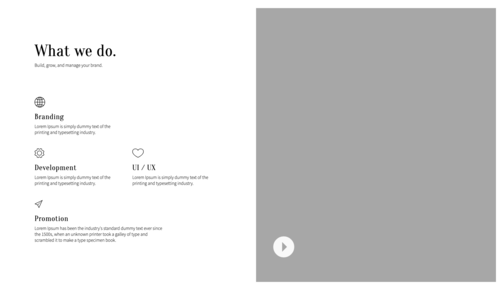 What we do.
Build, grow, and manage your brand.
Branding
Lorem Ipsum is simply dummy text of the
printing and typesetting industry.
Development
Lorem Ipsum is simply dummy text of the
printing and typesetting industry.
UI / UX
Lorem Ipsum is simply dummy text of the
printing and typesetting industry.
Promotion
Lorem Ipsum has been the industry's standard dummy text ever since
the 1500s, when an unknown printer took a galley of type and
scrambled it to make a type specimen book.